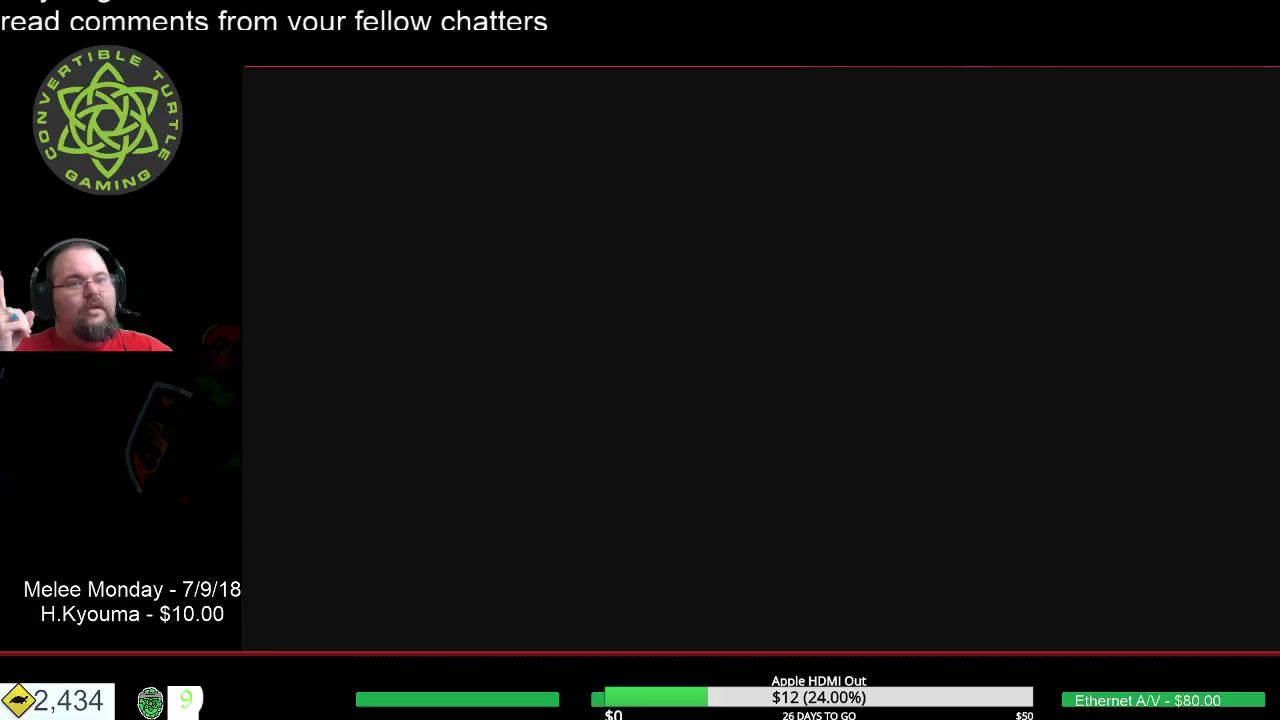 read comments from your fellow chatters
CONVERTIBLE TURTLE
GAMING
Melee Monday - 7/9/18
H.Kyouma - $10.00
2,434
9
Apple HDMI Out
$12 (24.00%)
$0
26 DAYS TO GO
$50
Ethernet A/V - $80.00